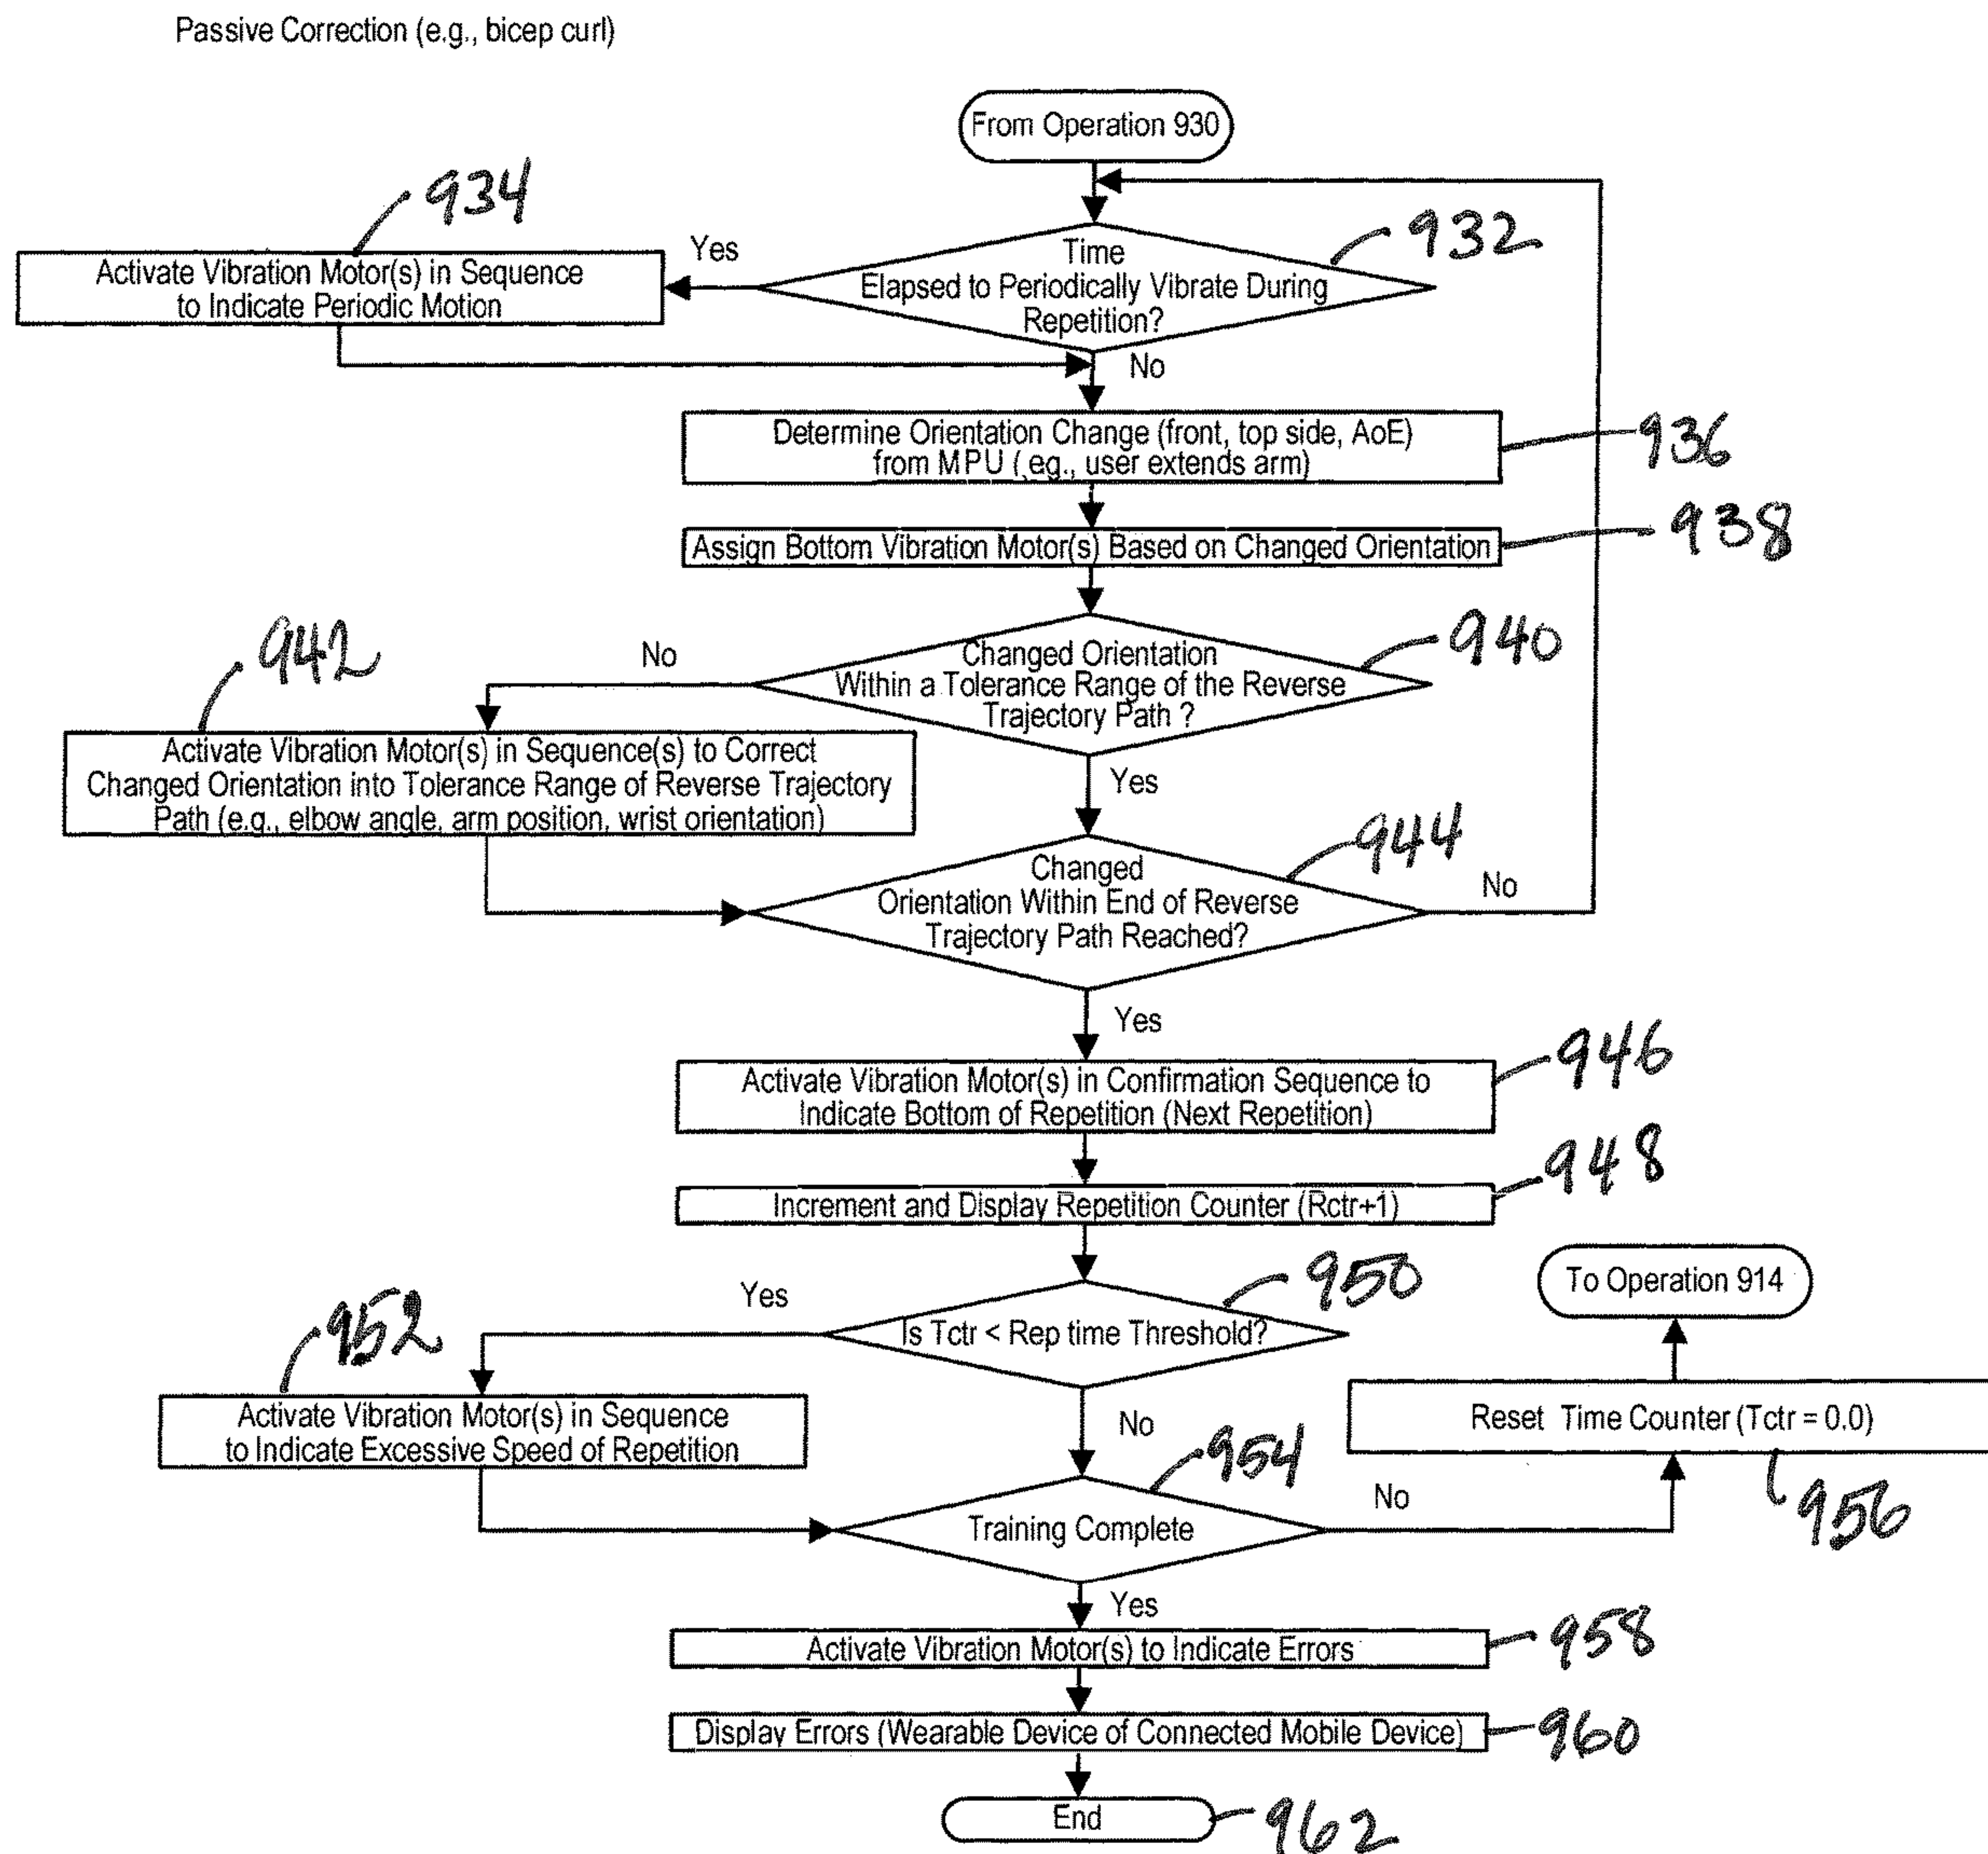 Passive Correction (e.g., bicep curl)
From Operation 930
934
932
Yes
Time
Elapsed to Periodically Vibrate During
Repetition?
Activate Vibration Motor(s) in Sequence
to Indicate Periodic Motion
No
Determine Orientation Change (front, top side, AoE)
from MPU (.eg., user extends arm)
936
Assign Bottom Vibration Motor(s) Based on Changed Orientation
938
942
No
Changed Orientation
Within a Tolerance Range of the Reverse
Trajectory Path ?
940
Activate Vibration Motor(s) in Sequence(s) to Correct
Changed Orientation into Tolerance Range of Reverse Trajectory
Path (e.g., elbow angle, arm position, wrist orientation)
Yes
Changed
Orientation Within End of Reverse
Trajectory Path Reached?
944
No
Yes
Activate Vibration Motor(s) in Confirmation Sequence to
Indicate Bottom of Repetition (Next Repetition)
946
Increment and Display Repetition Counter (Rctr+1)
948
952
Yes
Is Tctr < Rep time Threshold?
950
To Operation 914
Activate Vibration Motor(s) in Sequence
to Indicate Excessive Speed of Repetition
No
Reset Time Counter (Tctr = 0.0)
954
Training Complete
No
956
Yes
Activate Vibration Motor(s) to Indicate Errors
958
Display Errors (Wearable Device of Connected Mobile Device)
960
End
962